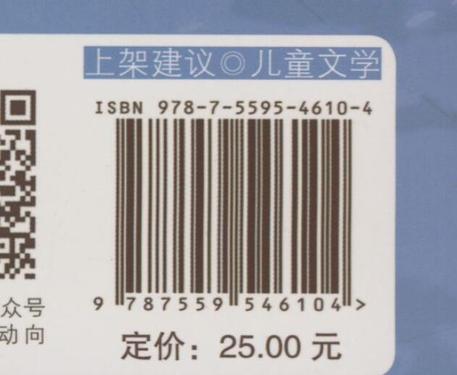 上架建议◎儿童文学
ISBN 978-7-5595-4610-4
9 787559 546104 >
众号
动向
定价：25.00 元